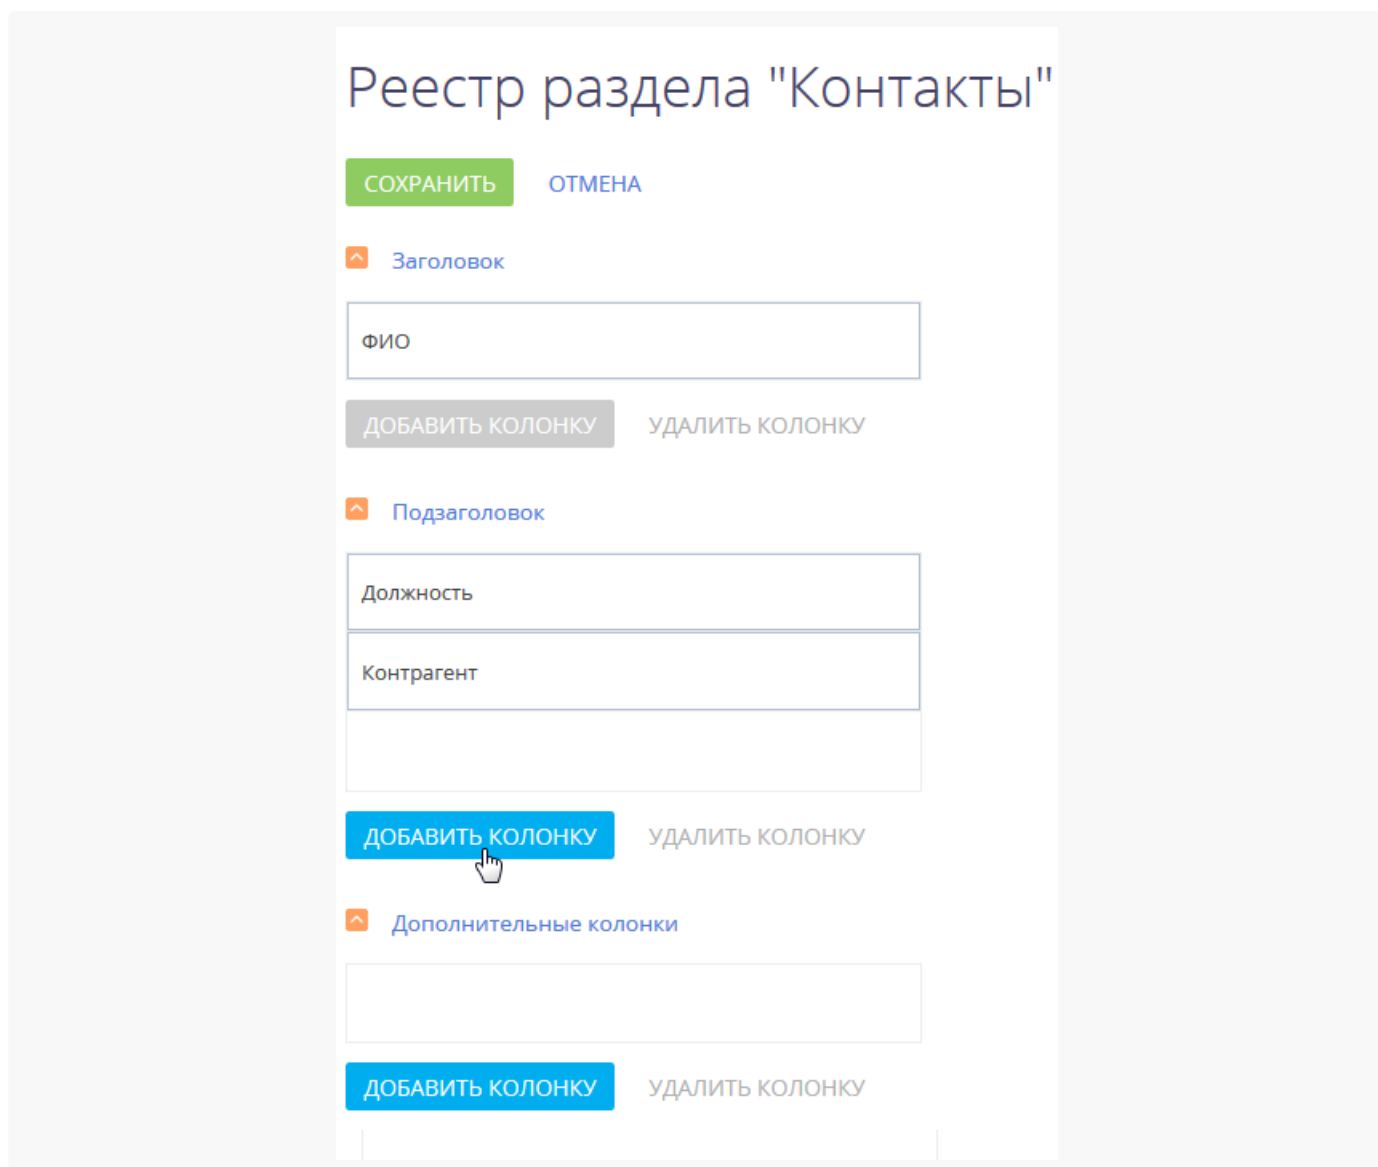 Реестр раздела "Контакты"
СОХРАНИТЬ ОТМЕНА
Заголовок
ФИО
ДОБАВИТЬ КОЛОНКУ УДАЛИТЬ КОЛОНКУ
Подзаголовок
Должность
Контрагент
ДОБАВИТЬ КОЛОНКУ УДАЛИТЬ КОЛОНКУ
Дополнительные колонки
ДОБАВИТЬ КОЛОНКУ УДАЛИТЬ КОЛОНКУ